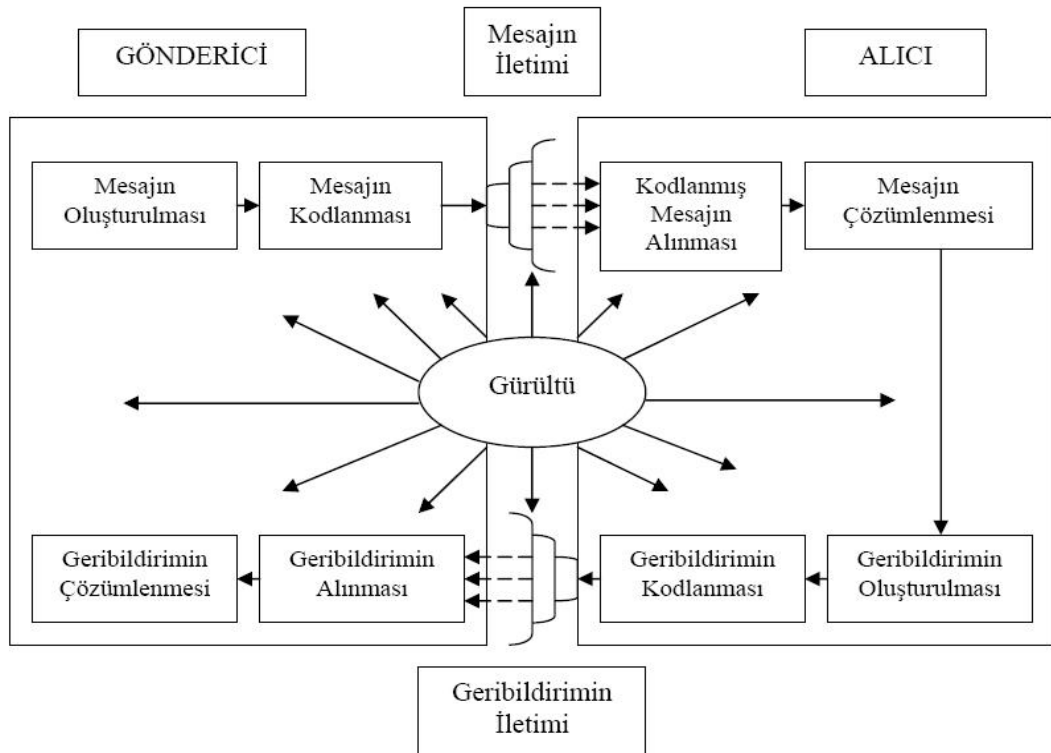 GÖNDERİCİ
Mesajın
İletimi
ALICI
Mesajın
Oluşturulması
Mesajın
Kodlanması
Kodlanmış
Mesajın
Alınması
Mesajın
Çözümlenmesi
Gürültü
Geribildirimin
Çözümlenmesi
Geribildirimin
Alınması
Geribildirimin
Kodlanması
Geribildirimin
Oluşturulması
Geribildirimin
İletimi